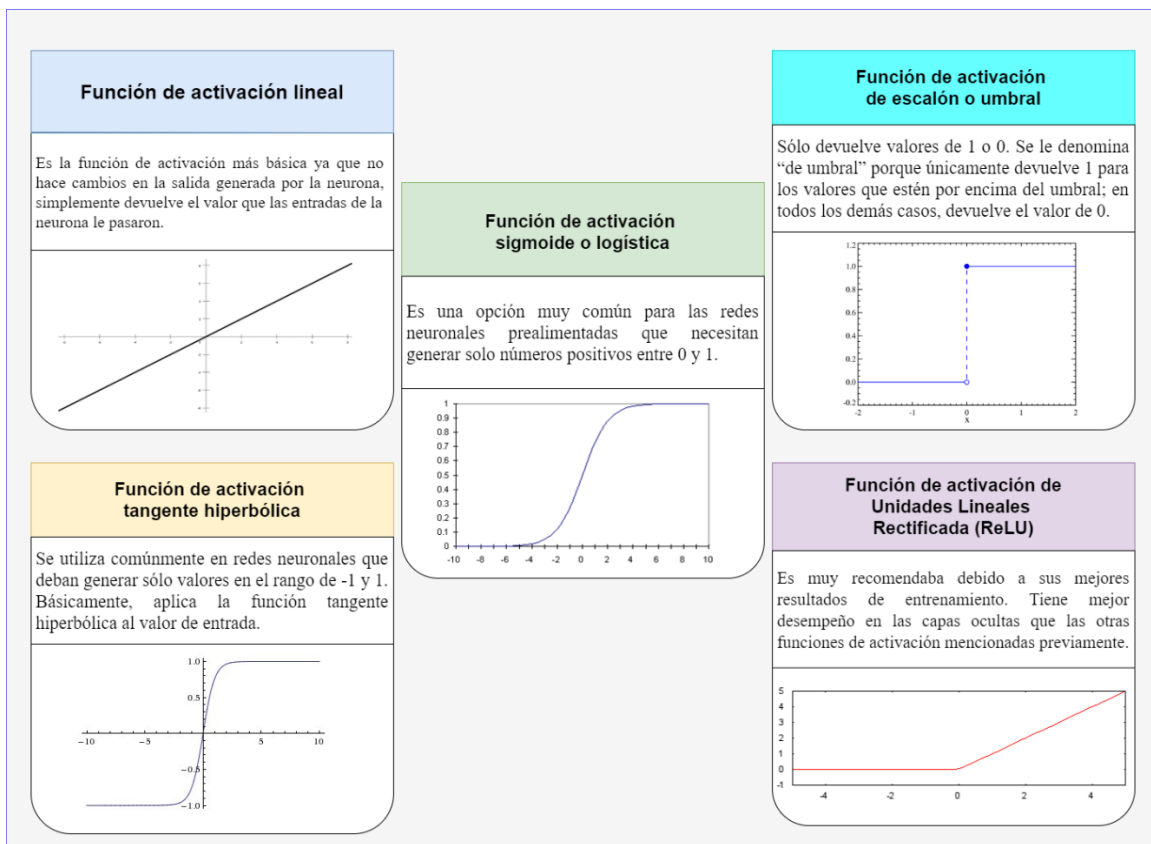 Función de activación lineal
Es la función de activación más básica ya que no
hace cambios en la salida generada por la neurona,
simplemente devuelve el valor que las entradas de la
neurona le pasaron.
Función de activación
tangente hiperbólica
Se utiliza comúnmente en redes neuronales que
deban generar sólo valores en el rango de -1 y 1.
Básicamente, aplica la función tangente
hiperbólica al valor de entrada.
1.0
0.5
-10 -5 5 10
-0.5
-1.0
Función de activación
sigmoide o logística
Es una opción muy común para las redes
neuronales prealimentadas que necesitan
generar solo números positivos entre 0 y 1.
1
0.9
0.8
0.7
0.6
0.5
0.4
0.3
0.2
0.1
0
-10 -8 -6 -4 -2 0 2 4 6 8 10
Función de activación
de escalón o umbral
Sólo devuelve valores de 1 o 0. Se le denomina
“de umbral” porque únicamente devuelve 1 para
los valores que estén por encima del umbral; en
todos los demás casos, devuelve el valor de 0.
1.2
1.0
0.8
0.6
0.4
0.2
0.0
-0.2
-2 -1 0 1 2
x
Función de activación de
Unidades Lineales
Rectificada (ReLU)
Es muy recomendaba debido a sus mejores
resultados de entrenamiento. Tiene mejor
desempeño en las capas ocultas que las otras
funciones de activación mencionadas previamente.
5
4
3
2
1
0
-1
-4 -2 0 2 4